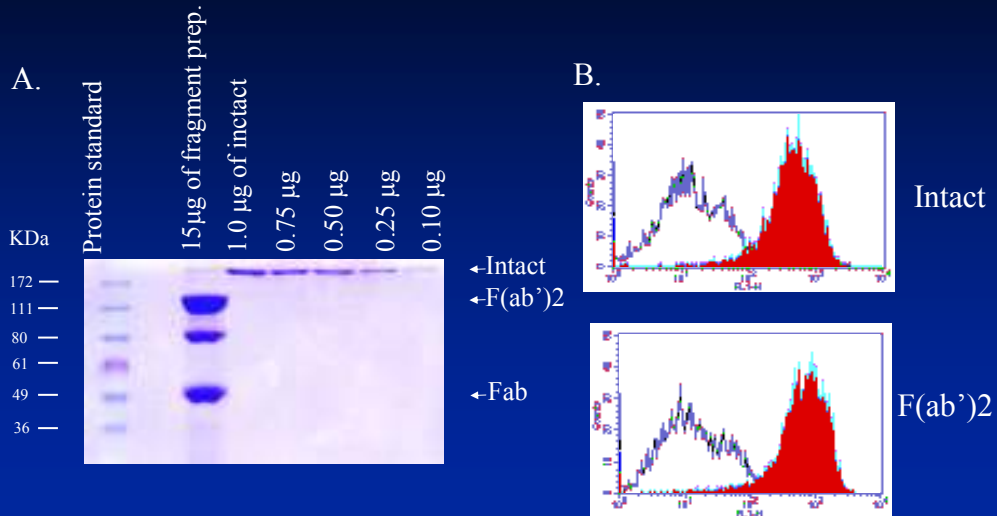 A.
Protein standard
15µg of fragment prep.
1.0 µg of inctact
0.75 µg
0.50 µg
0.25 µg
0.10 µg
KDa
172
111
80
61
49
36
Intact
F(ab’)2
Fab
B.
Intact
F(ab’)2